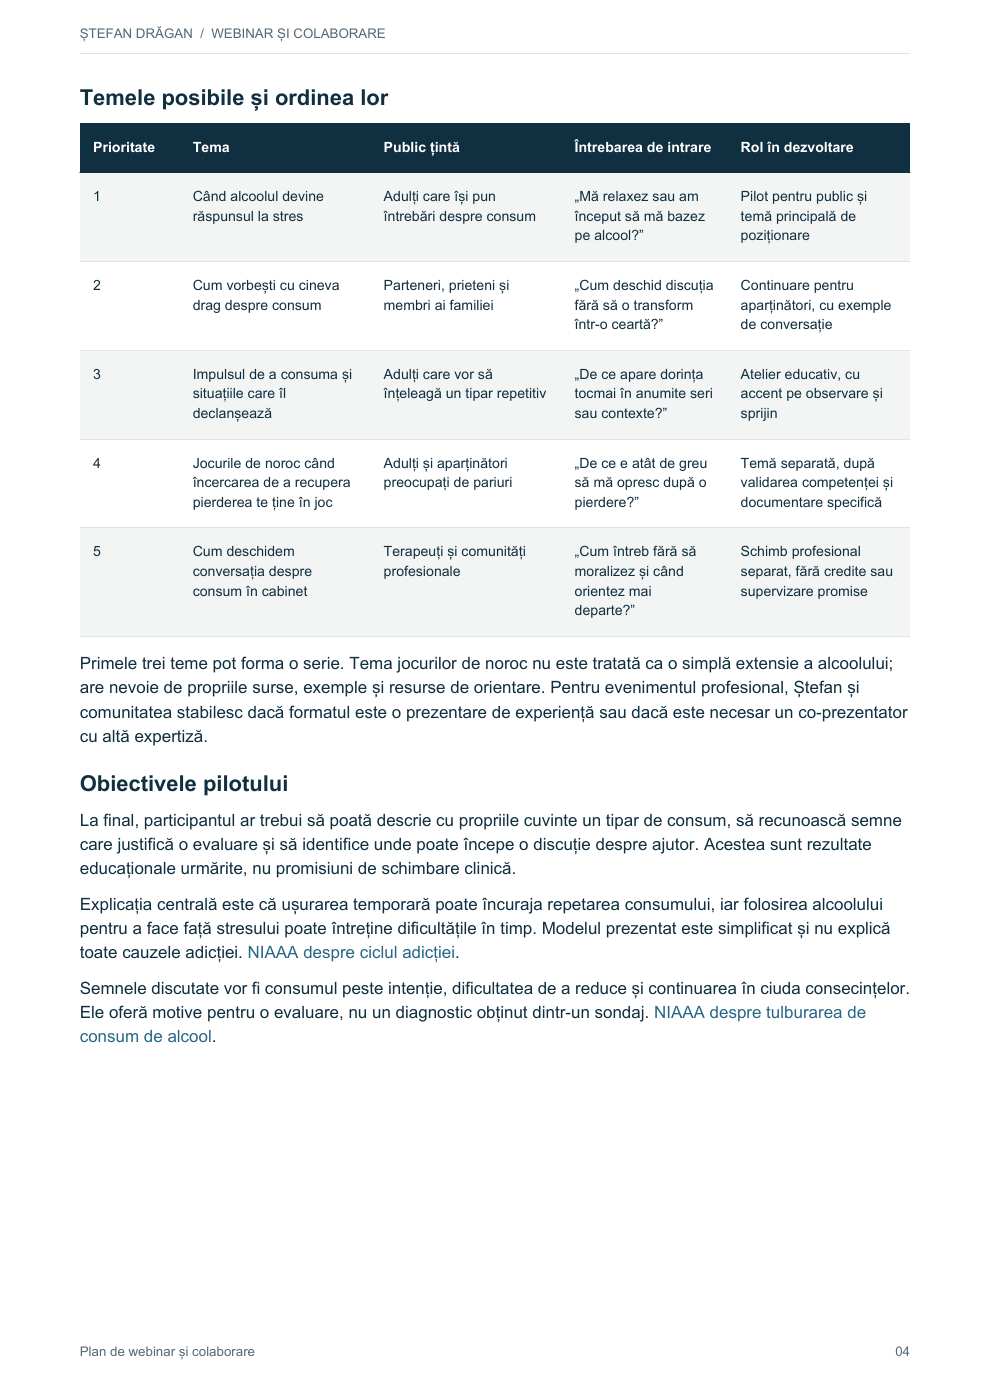 ȘTEFAN DRĂGAN / WEBINAR ȘI COLABORARE
Temele posibile și ordinea lor
Prioritate Tema Public țintă Întrebarea de intrare Rol în dezvoltare
1 Când alcoolul devine Adulți care își pun „Mă relaxez sau am Pilot pentru public și
răspunsul la stres întrebări despre consum început să mă bazez temă principală de
pe alcool?” poziționare
2 Cum vorbești cu cineva Parteneri, prieteni și „Cum deschid discuția Continuare pentru
drag despre consum membri ai familiei fără să o transform aparținători, cu exemple
într-o ceartă?” de conversație
3 Impulsul de a consuma și Adulți care vor să „De ce apare dorința Atelier educativ, cu
situațiile care îl înțeleagă un tipar repetitiv tocmai în anumite seri accent pe observare și
declanșează sau contexte?” sprijin
4 Jocurile de noroc când Adulți și aparținători „De ce e atât de greu Temă separată, după
încercarea de a recupera preocupați de pariuri să mă opresc după o validarea competenței și
pierderea te ține în joc pierdere?” documentare specifică
5 Cum deschidem Terapeuți și comunități „Cum întreb fără să Schimb profesional
conversația despre profesionale moralizez și când separat, fără credite sau
consum în cabinet orientez mai supervizare promise
departe?”
Primele trei teme pot forma o serie. Tema jocurilor de noroc nu este tratată ca o simplă extensie a alcoolului;
are nevoie de propriile surse, exemple și resurse de orientare. Pentru evenimentul profesional, Ștefan și
comunitatea stabilesc dacă formatul este o prezentare de experiență sau dacă este necesar un co-prezentator
cu altă expertiză.
Obiectivele pilotului
La final, participantul ar trebui să poată descrie cu propriile cuvinte un tipar de consum, să recunoască semne
care justifică o evaluare și să identifice unde poate începe o discuție despre ajutor. Acestea sunt rezultate
educaționale urmărite, nu promisiuni de schimbare clinică.
Explicația centrală este că ușurarea temporară poate încuraja repetarea consumului, iar folosirea alcoolului
pentru a face față stresului poate întreține dificultățile în timp. Modelul prezentat este simplificat și nu explică
toate cauzele adicției. NIAAA despre ciclul adicției.
Semnele discutate vor fi consumul peste intenție, dificultatea de a reduce și continuarea în ciuda consecințelor.
Ele oferă motive pentru o evaluare, nu un diagnostic obținut dintr-un sondaj. NIAAA despre tulburarea de
consum de alcool.
Plan de webinar și colaborare 04